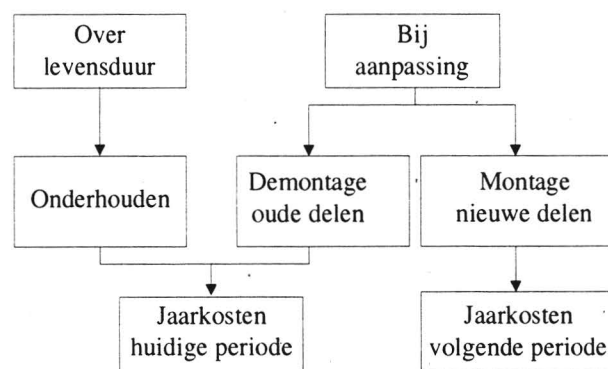 Over
levensduur
Bij
aanpassing
Onderhouden
Demontage
oude delen
Montage
nieuwe delen
Jaarkosten
huidige periode
Jaarkosten
volgende periode